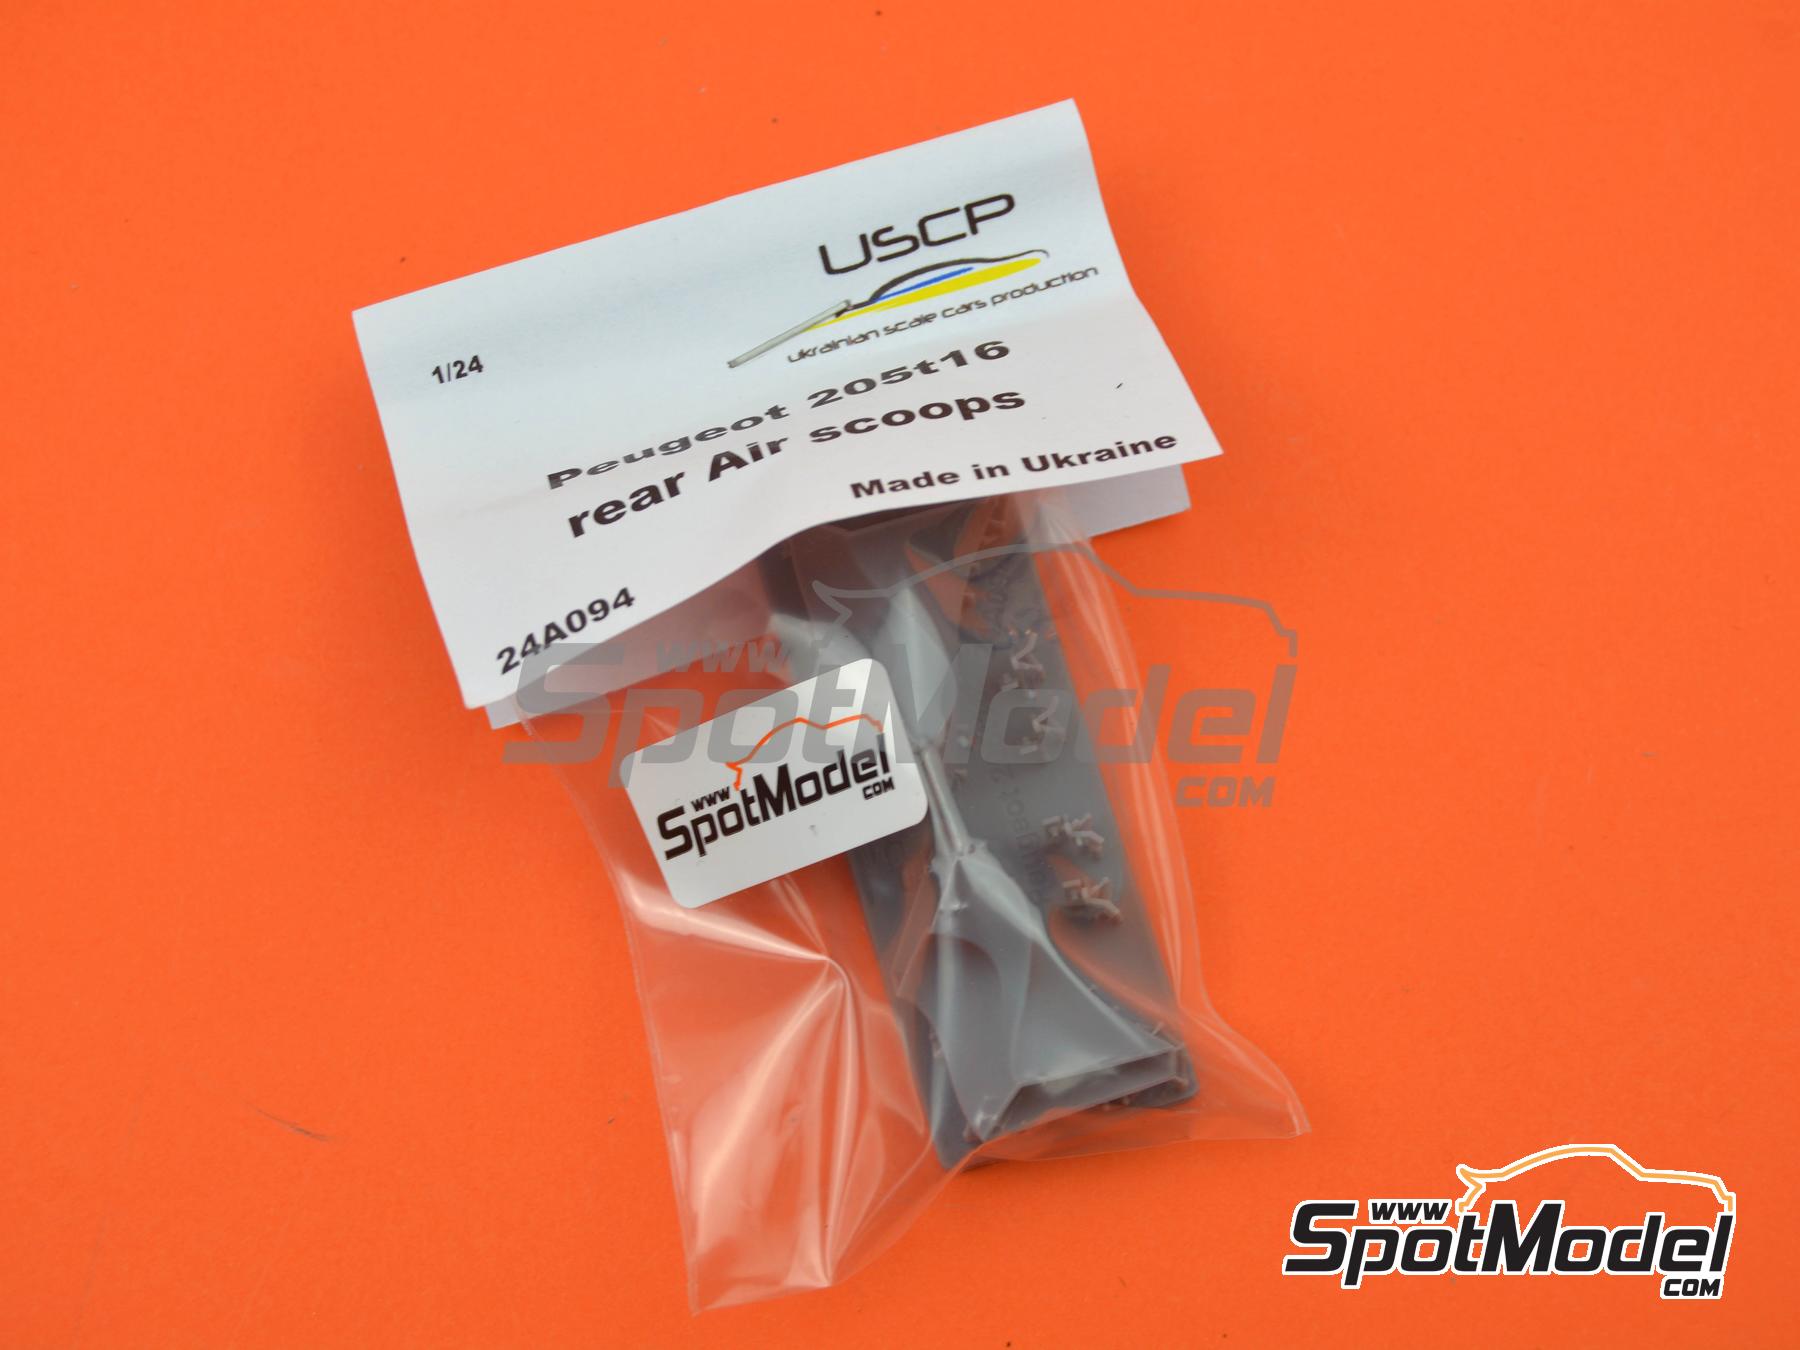 USCP
ukrainian scale cars production
1/24
Peugeot 205t16
rear Air scoops
Made in Ukraine
24A094
www
SpotModel
.COM
www
SpotModel
.COM
www
SpotModel
.COM